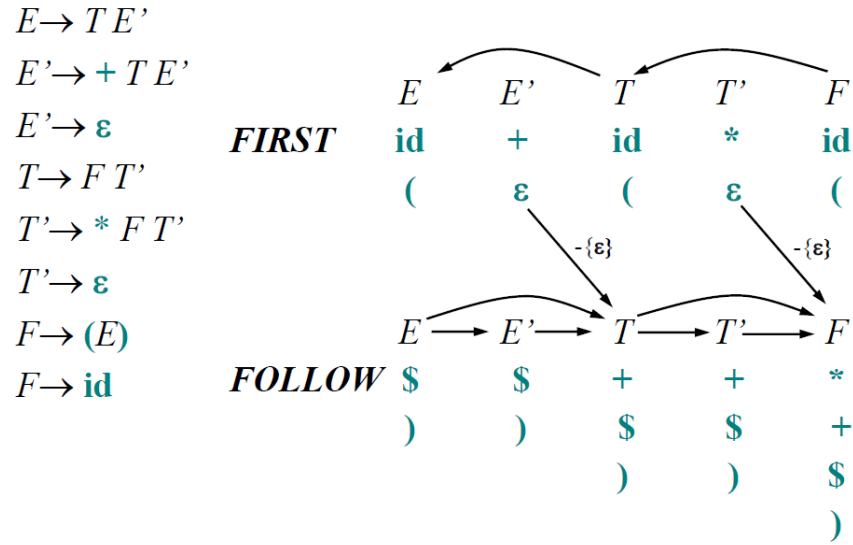 E→ T E’
E’→ + T E’
E’→ ε
T→ F T’
T’→ * F T’
T’→ ε
F→ (E)
F→ id
E E’ T T’ F
FIRST id + id * id
( ε ( ε (
-{ε} -{ε}
E E’ T T’ F
FOLLOW $ $ + + *
) ) $ $ +
) ) $
)